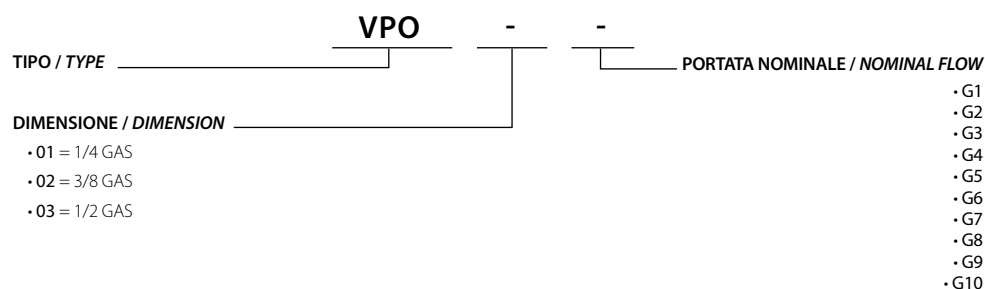 VPO - -
TIPO / TYPE
PORTATA NOMINALE / NOMINAL FLOW
• G1
• G2
• G3
• G4
• G5
• G6
• G7
• G8
• G9
• G10
DIMENSIONE / DIMENSION
• 01 = 1/4 GAS
• 02 = 3/8 GAS
• 03 = 1/2 GAS